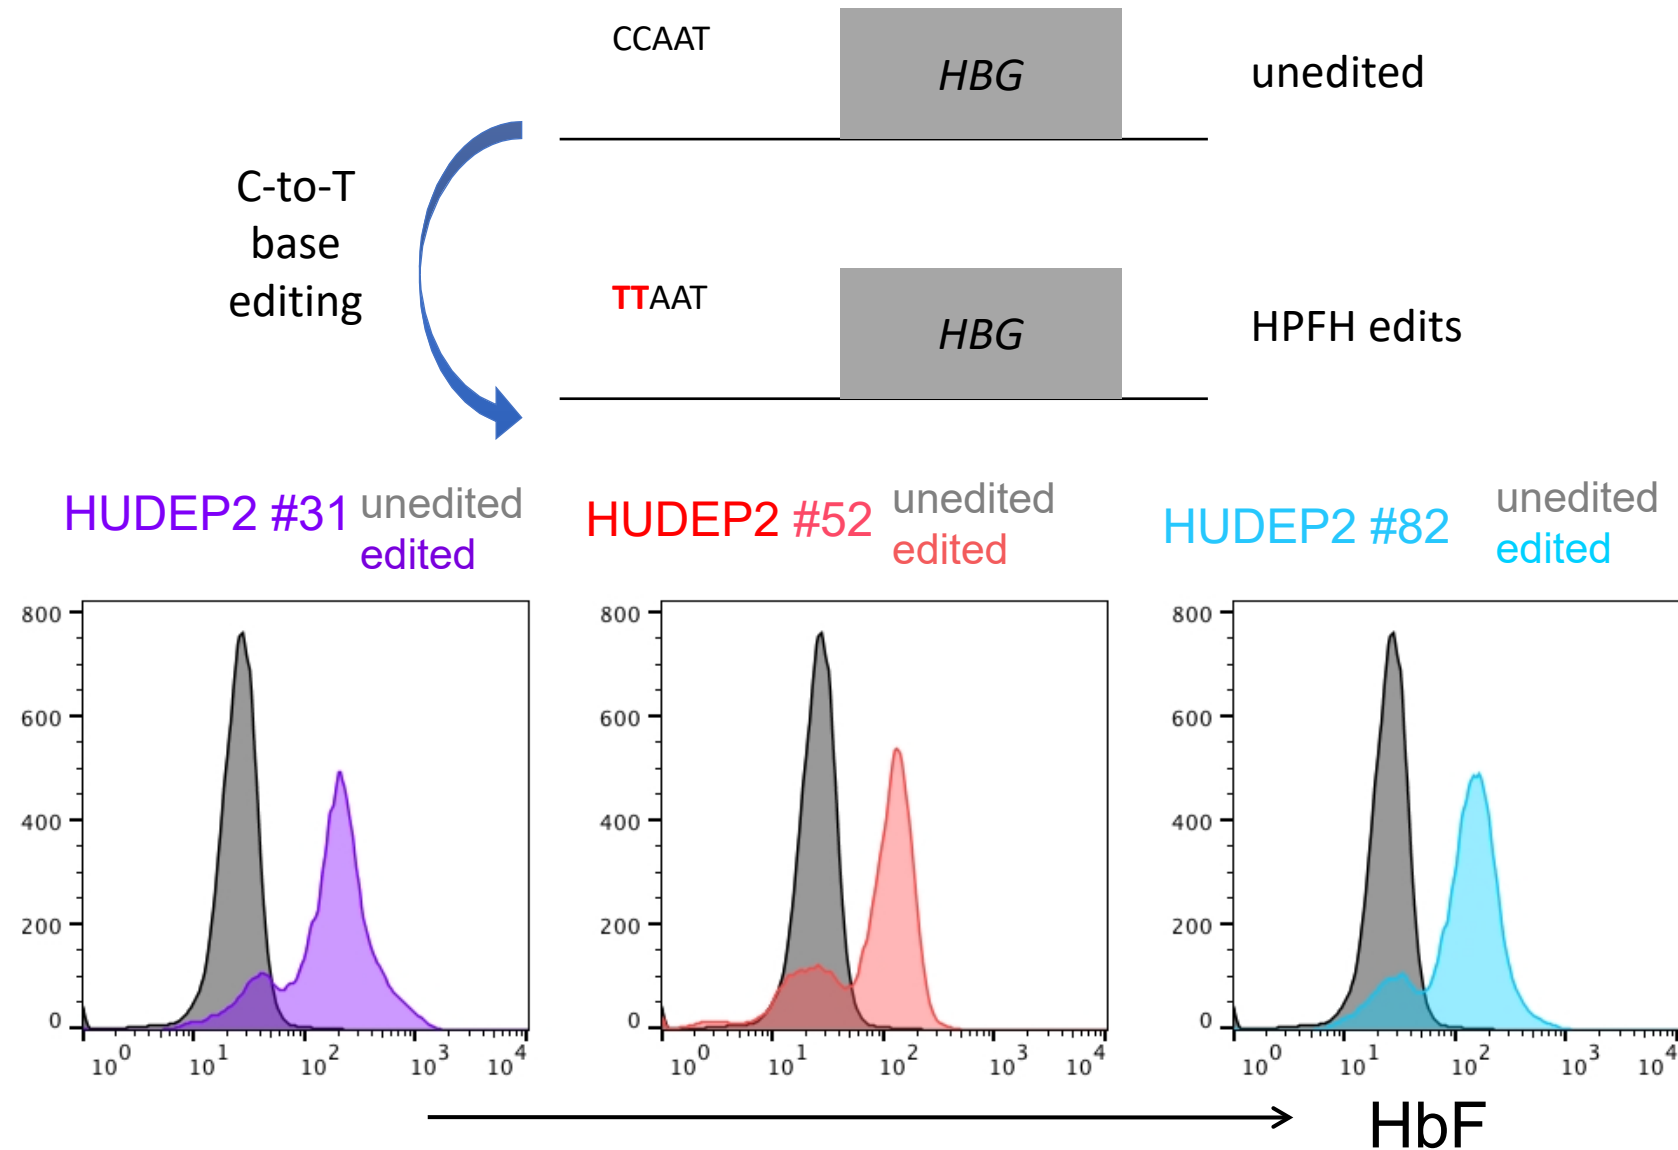 CCAAT
HBG
unedited
C-to-T
base
editing
TTAAT
HBG
HPFH edits
HUDEP2 #31
unedited
edited
HUDEP2 #52
unedited
edited
HUDEP2 #82
unedited
edited
800
600
400
200
0
10^0 10^1 10^2 10^3 10^4
800
600
400
200
0
10^0 10^1 10^2 10^3 10^4
800
600
400
200
0
10^0 10^1 10^2 10^3 10^4
HbF